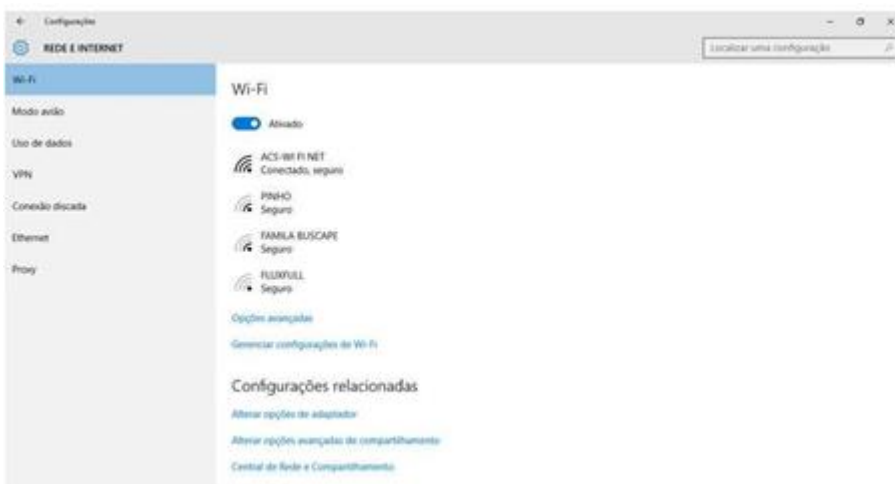 Configurações
REDE E INTERNET
Localizar uma configuração
Wi-Fi
Modo avião
Uso de dados
VPN
Conexão discada
Ethernet
Proxy
Wi-Fi
Ativado
ACS-WI FI NET
Conectado, seguro
PINHO
Seguro
FAMILA BUSCAPE
Seguro
FLUXFULL
Seguro
Opções avançadas
Gerenciar configurações de Wi-Fi
Configurações relacionadas
Alterar opções de adaptador
Alterar opções avançadas de compartilhamento
Central de Rede e Compartilhamento